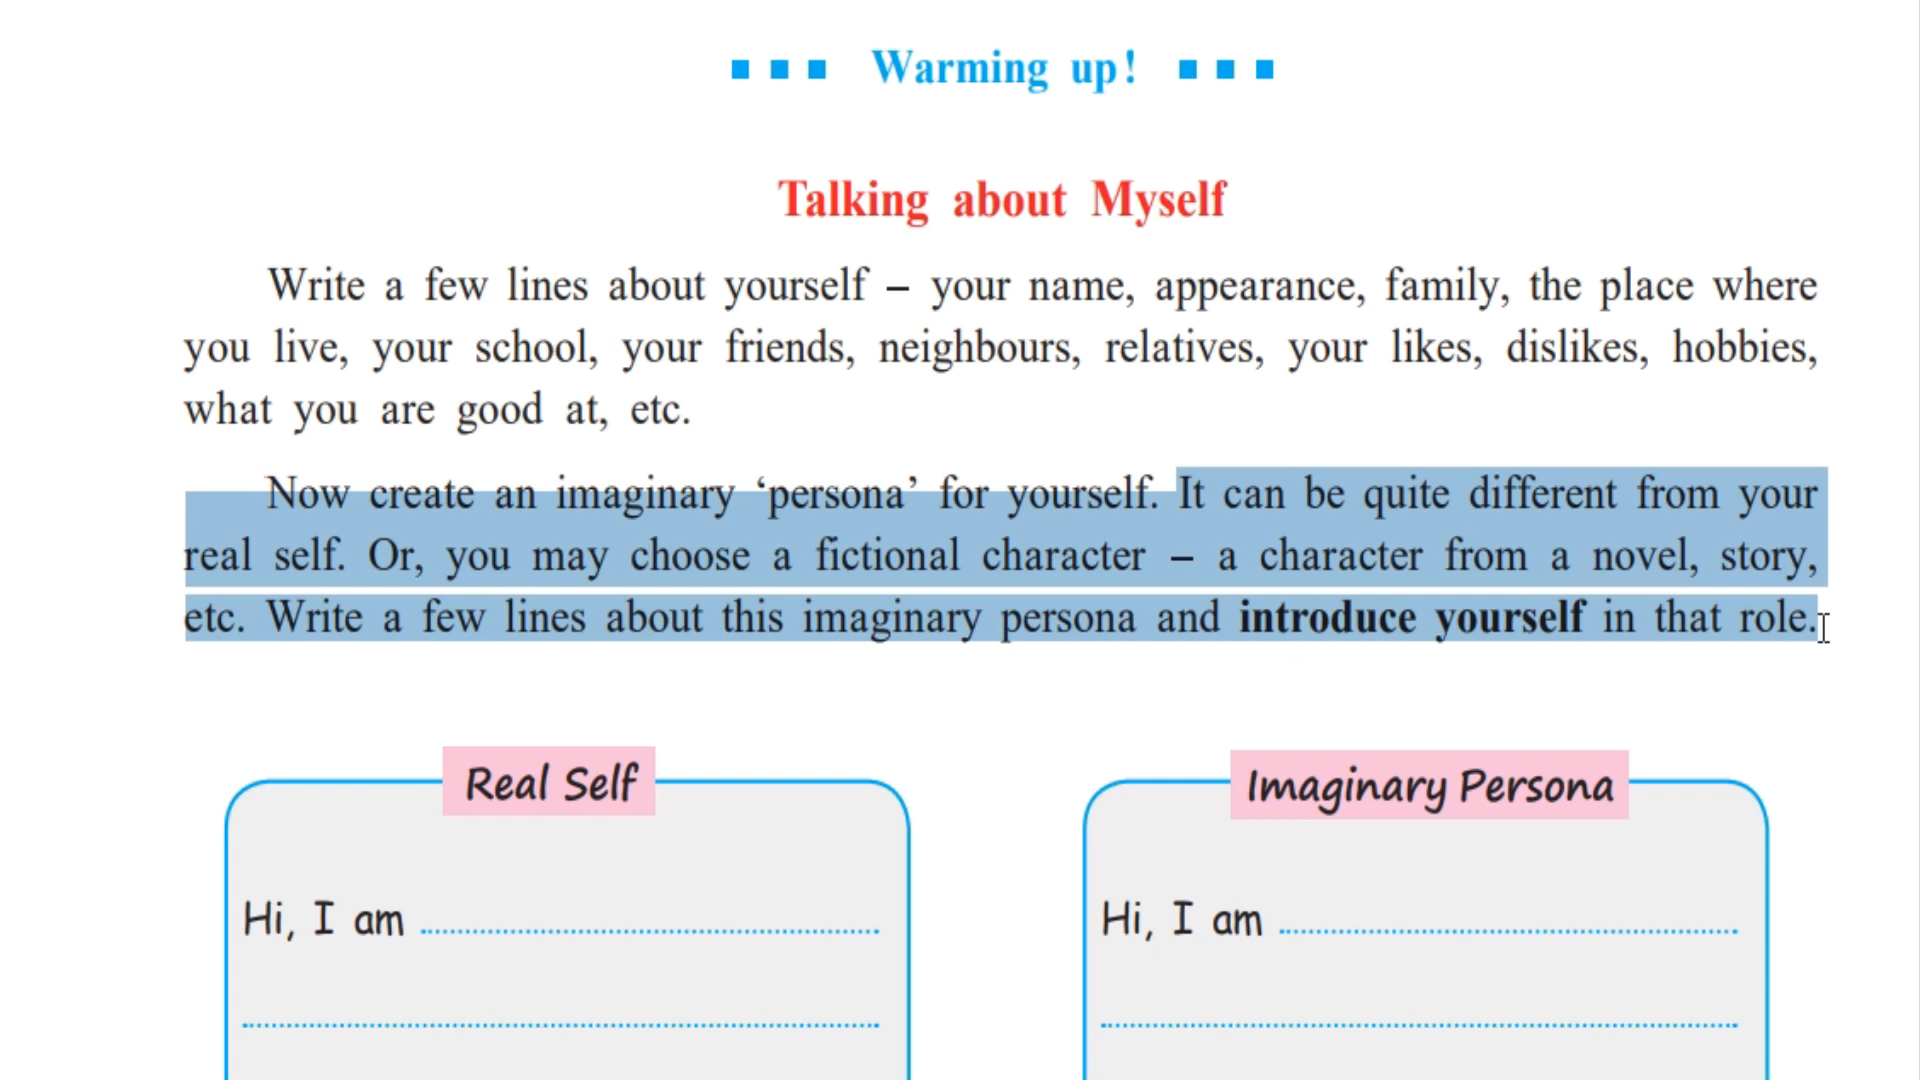 Warming up!
Talking about Myself
Write a few lines about yourself – your name, appearance, family, the place where
you live, your school, your friends, neighbours, relatives, your likes, dislikes, hobbies,
what you are good at, etc.
Now create an imaginary ‘persona’ for yourself. It can be quite different from your
real self. Or, you may choose a fictional character – a character from a novel, story,
etc. Write a few lines about this imaginary persona and introduce yourself in that role.
Real Self
Hi, I am
Imaginary Persona
Hi, I am